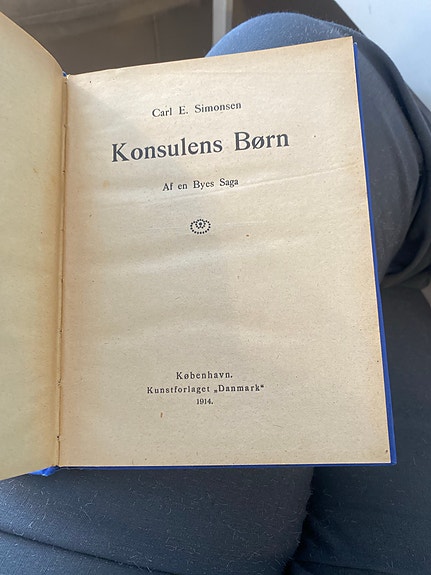 Carl E. Simonsen
Konsulens Børn
Af en Byes Saga
København.
Kunstforlaget „Danmark“
1914.